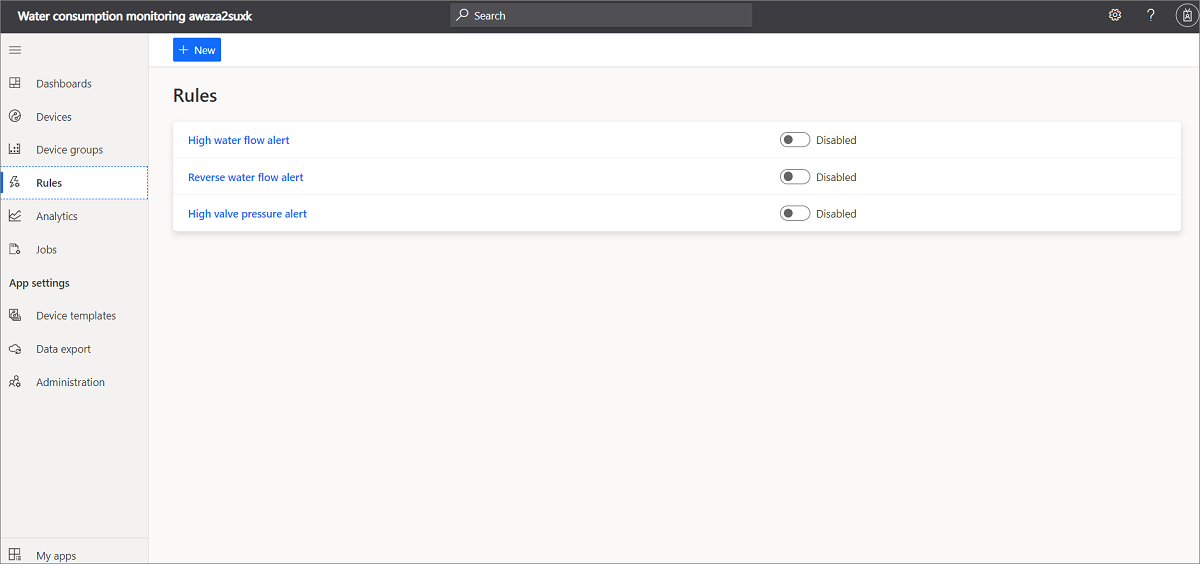 Water consumption monitoring awaza2suxk
Search
?
+ New
Dashboards
Devices
Device groups
Rules
Analytics
Jobs
App settings
Device templates
Data export
Administration
My apps
Rules
High water flow alert
Disabled
Reverse water flow alert
Disabled
High valve pressure alert
Disabled